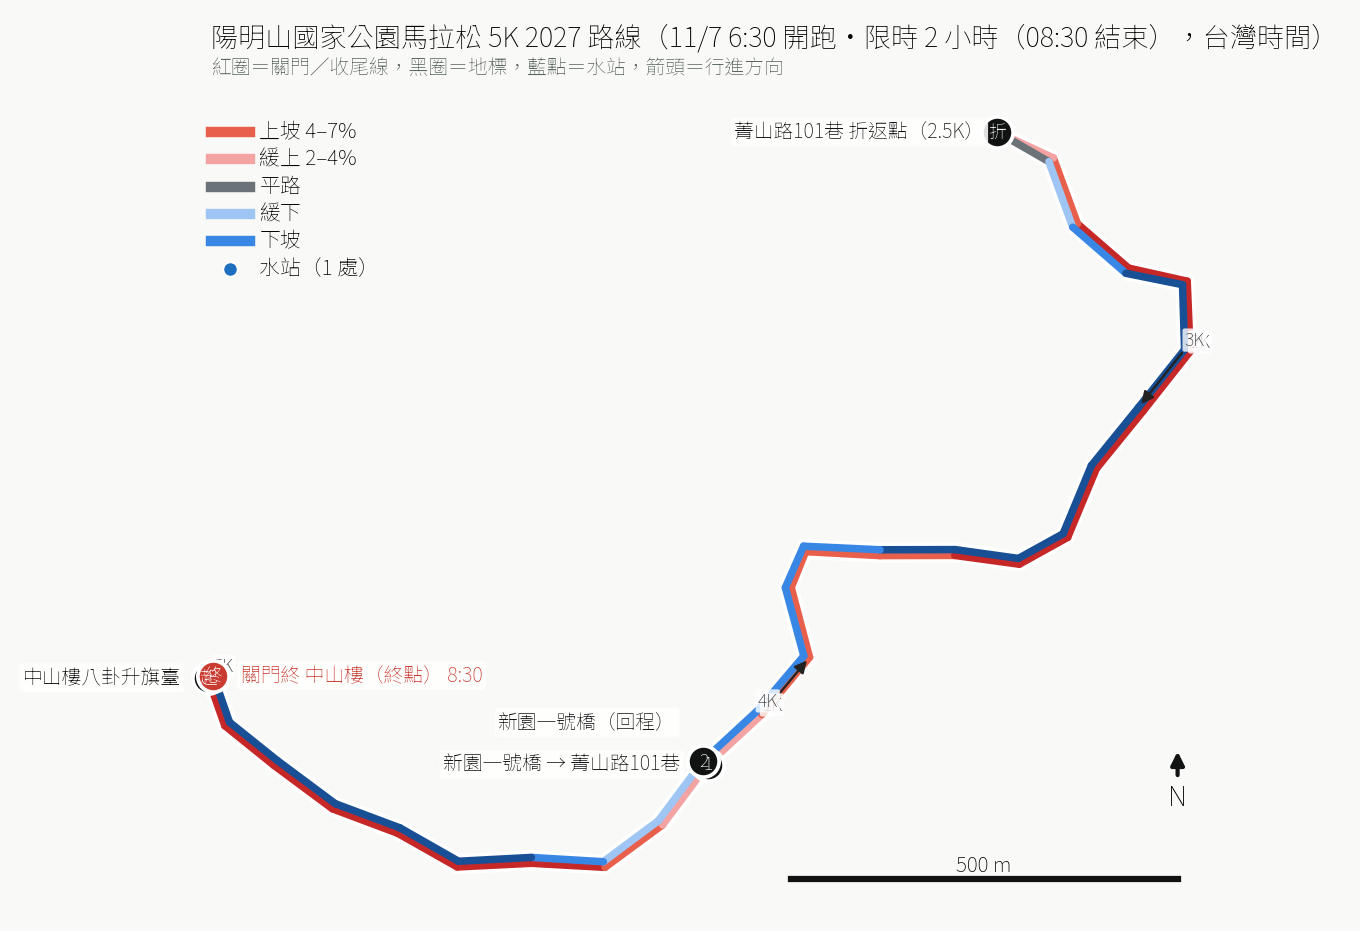 陽明山國家公園馬拉松 5K 2027 路線（11/7 6:30 開跑・限時 2 小時（08:30 結束），台灣時間）
紅圈＝關門／收尾線，黑圈＝地標，藍點＝水站，箭頭＝行進方向
上坡 4–7%
緩上 2–4%
平路
緩下
下坡
水站（1 處）
菁山路101巷 折返點（2.5K）
折
3K
中山樓八卦升旗臺
終
關門終 中山樓（終點） 8:30
4K
新園一號橋（回程）
新園一號橋 → 菁山路101巷
2
1
N
500 m